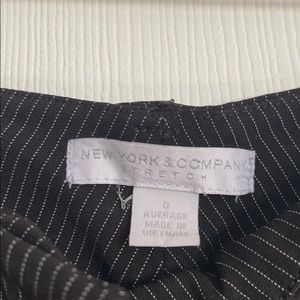 NEW YORK & COMPANY
STRETCH
0
AVERAGE
MADE IN
VIETNAM